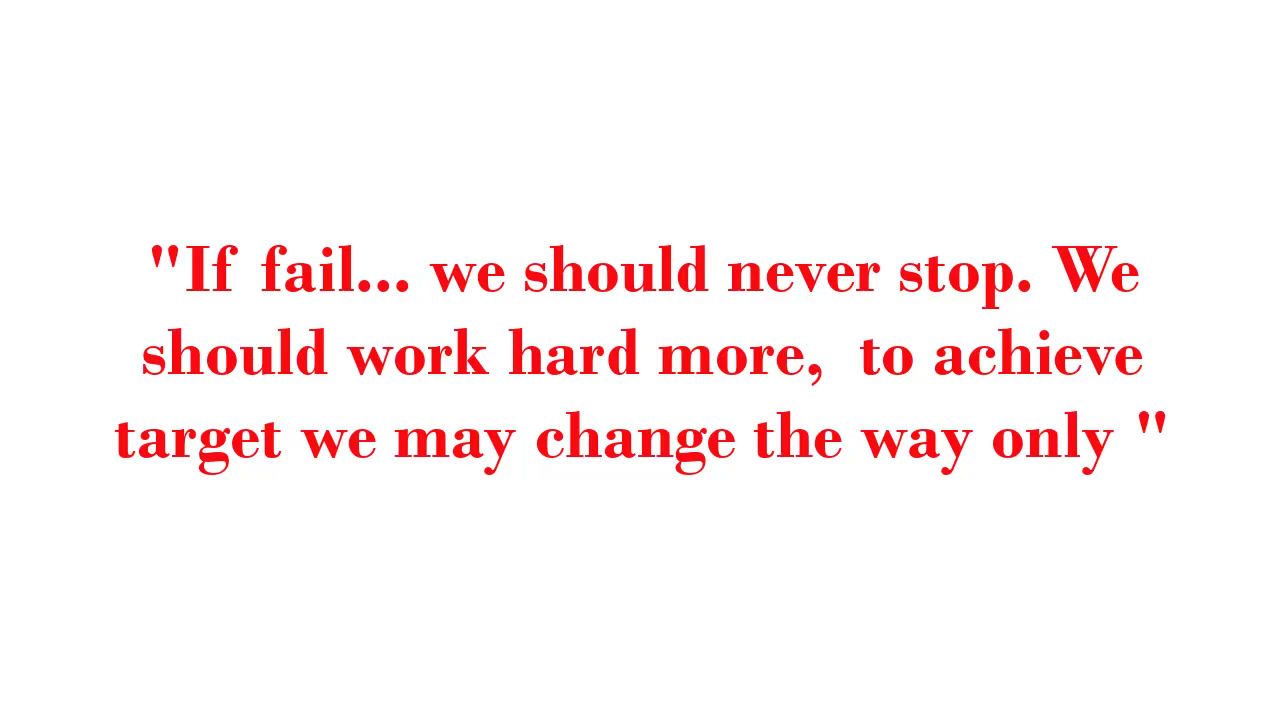 "If fail... we should never stop. We
should work hard more, to achieve
target we may change the way only "